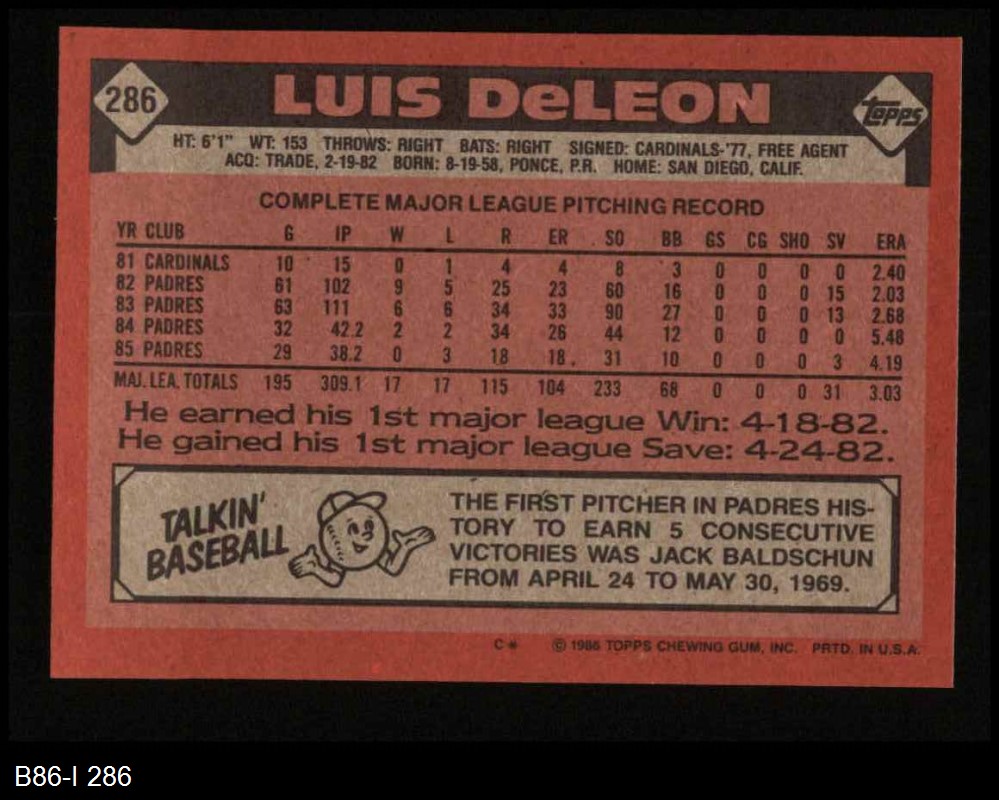 286
LUIS DeLEON
Topps
HT: 6'1" WT: 153 THROWS: RIGHT BATS: RIGHT SIGNED: CARDINALS-'77, FREE AGENT
ACQ: TRADE, 2-19-82 BORN: 8-19-58, PONCE, P.R. HOME: SAN DIEGO, CALIF.
COMPLETE MAJOR LEAGUE PITCHING RECORD
YR CLUB G IP W L R ER SO BB GS CG SHO SV ERA
81 CARDINALS 10 15 0 1 4 4 8 3 0 0 0 0 2.40
82 PADRES 61 102 9 5 25 23 60 16 0 0 0 15 2.03
83 PADRES 63 111 6 6 34 33 90 27 0 0 0 13 2.68
84 PADRES 32 42.2 2 2 34 26 44 12 0 0 0 0 5.48
85 PADRES 29 38.2 0 3 18 18 31 10 0 0 0 3 4.19
MAJ. LEA. TOTALS 195 309.1 17 17 115 104 233 68 0 0 0 31 3.03
He earned his 1st major league Win: 4-18-82.
He gained his 1st major league Save: 4-24-82.
TALKIN'
BASEBALL
THE FIRST PITCHER IN PADRES HIS-
TORY TO EARN 5 CONSECUTIVE
VICTORIES WAS JACK BALDSCHUN
FROM APRIL 24 TO MAY 30, 1969.
C* © 1986 TOPPS CHEWING GUM, INC. PRTD. IN U.S.A.
B86-I 286